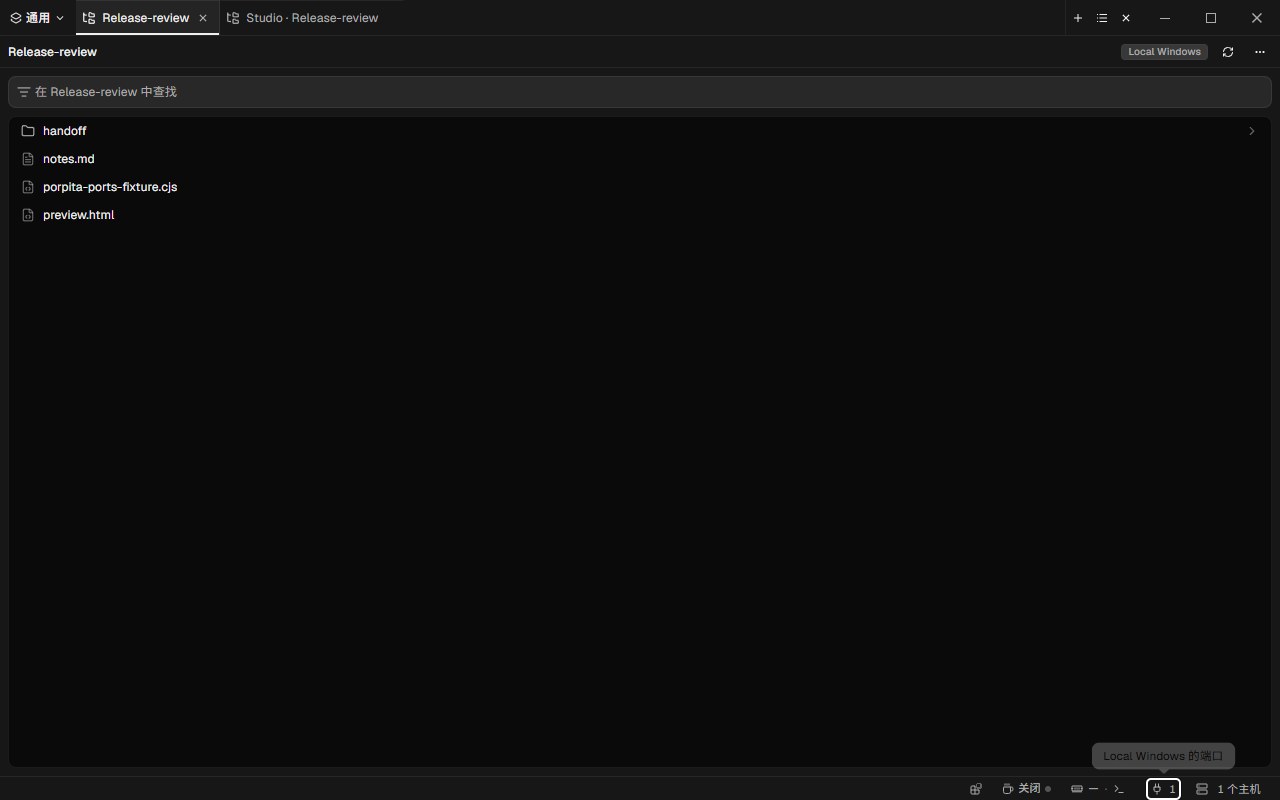 通用
Release-review
Studio · Release-review
Release-review
Local Windows
在 Release-review 中查找
handoff
notes.md
porpita-ports-fixture.cjs
preview.html
Local Windows 的端口
关闭
1
1 个主机